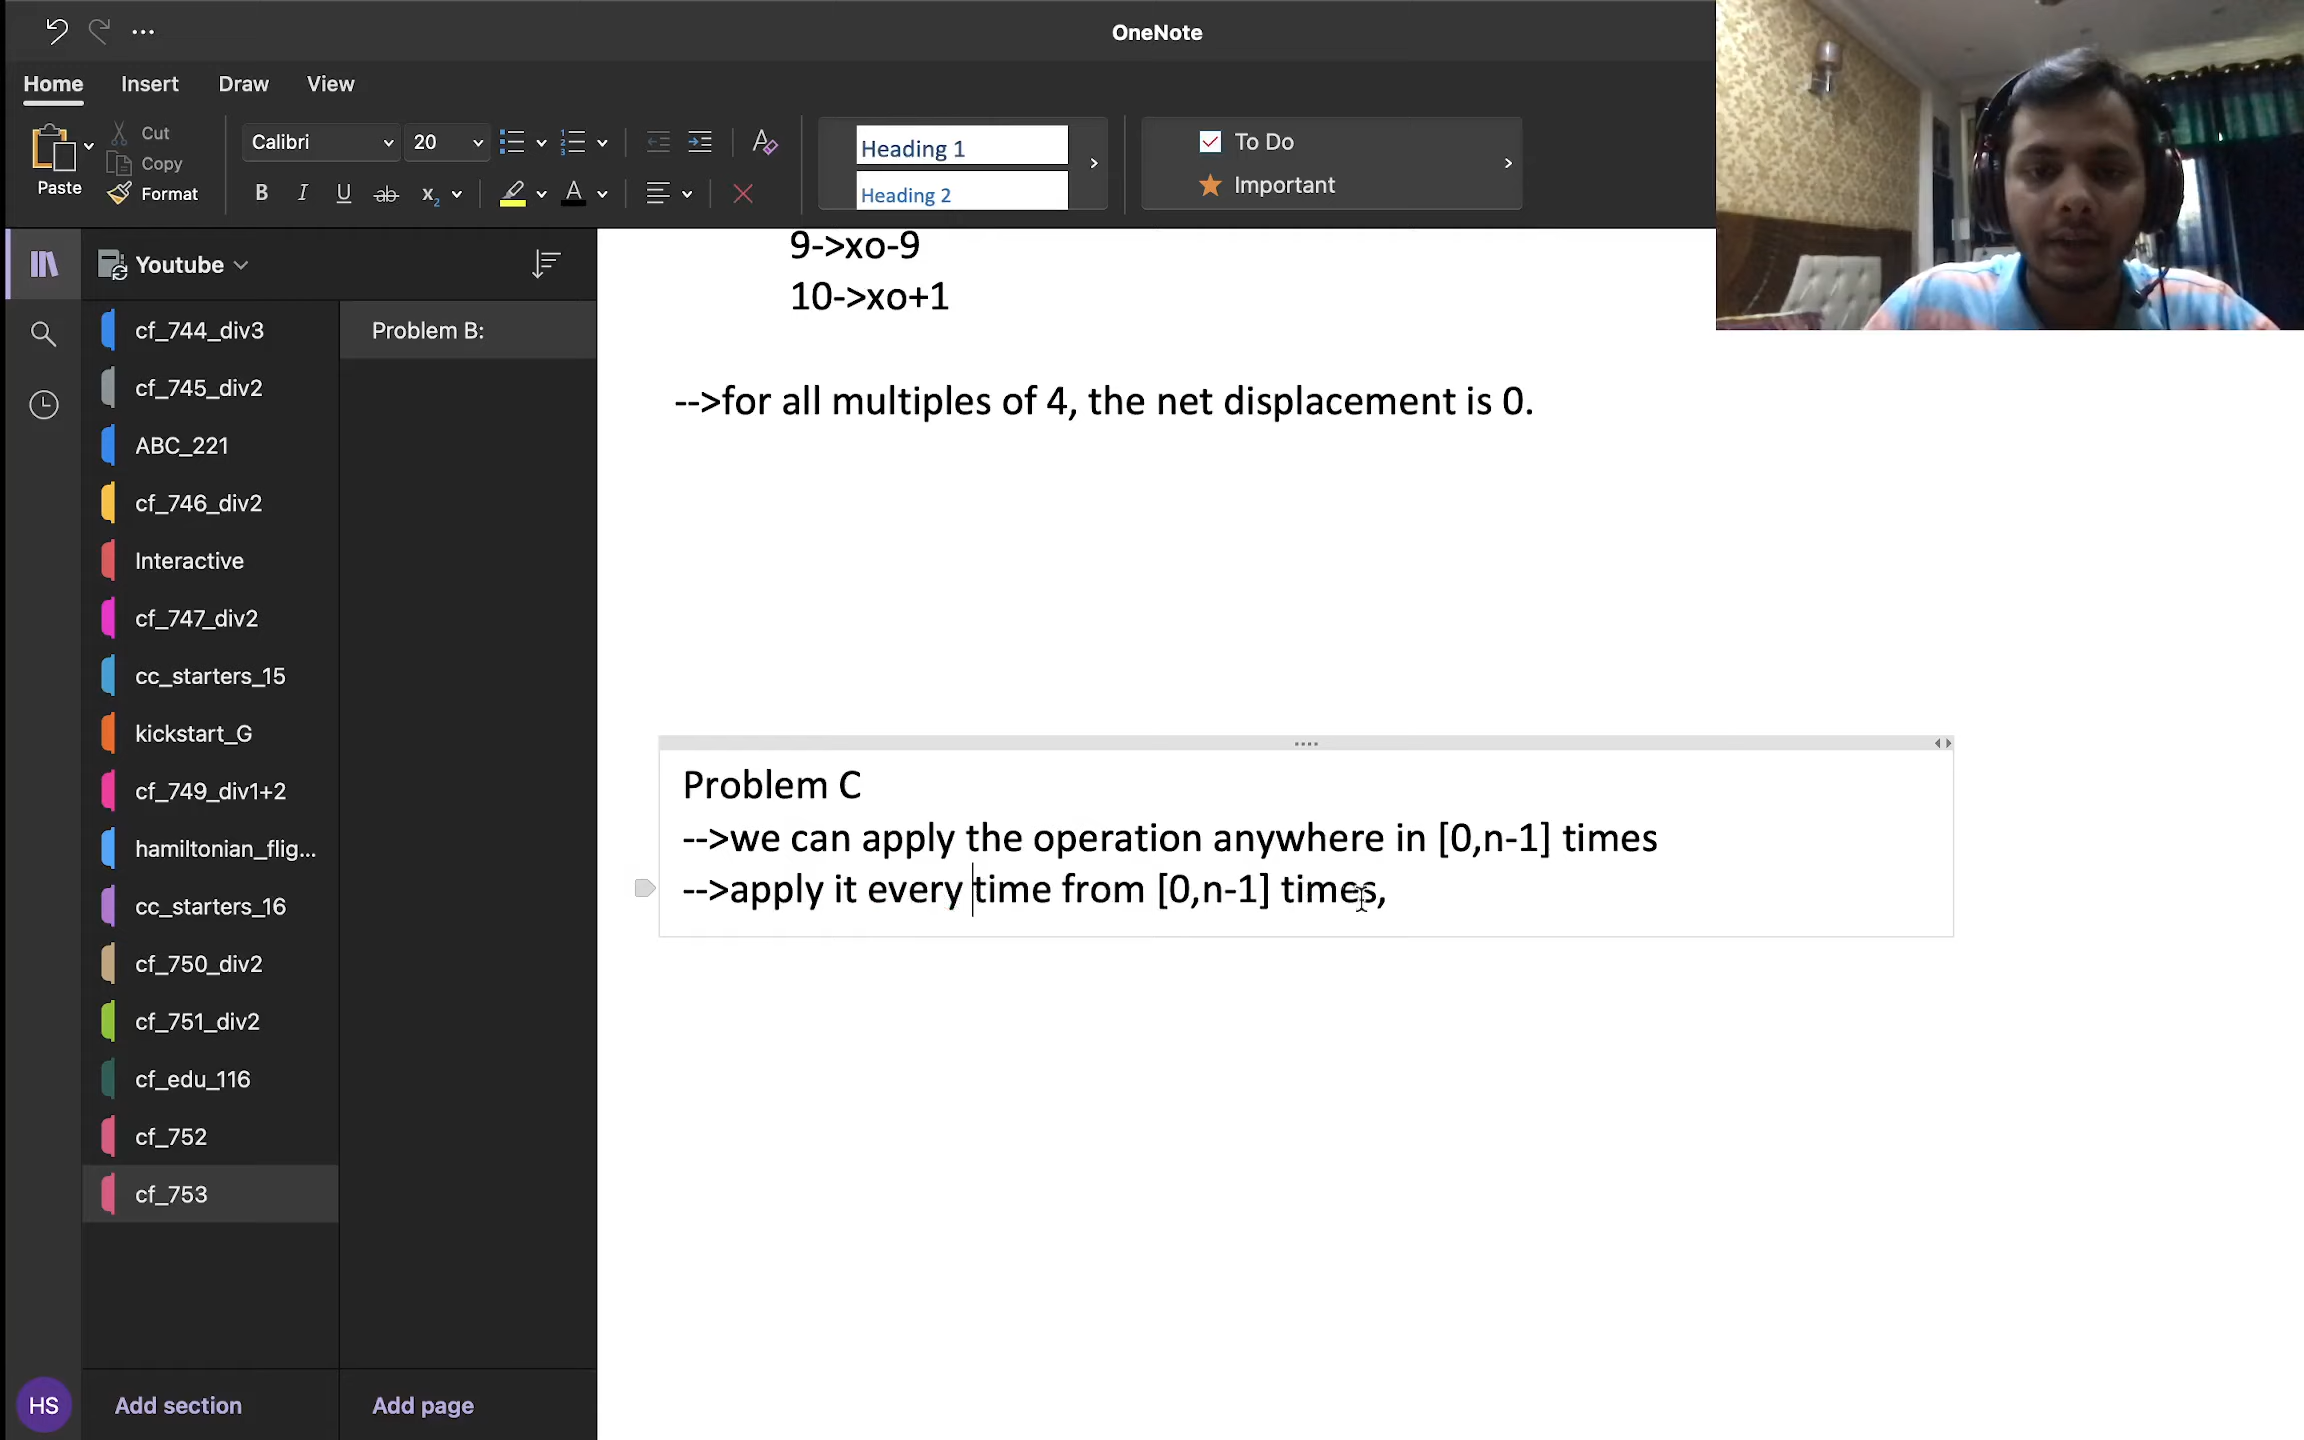 OneNote
Home Insert Draw View
Paste
Cut
Copy
Format
Calibri 20
B I U ab x2 A
Heading 1
Heading 2
To Do
Important
Youtube
cf_744_div3
cf_745_div2
ABC_221
cf_746_div2
Interactive
cf_747_div2
cc_starters_15
kickstart_G
cf_749_div1+2
hamiltonian_flig...
cc_starters_16
cf_750_div2
cf_751_div2
cf_edu_116
cf_752
cf_753
HS
Add section
Problem B:
Add page
9->xo-9
10->xo+1
-->for all multiples of 4, the net displacement is 0.
Problem C
-->we can apply the operation anywhere in [0,n-1] times
-->apply it every time from [0,n-1] times,